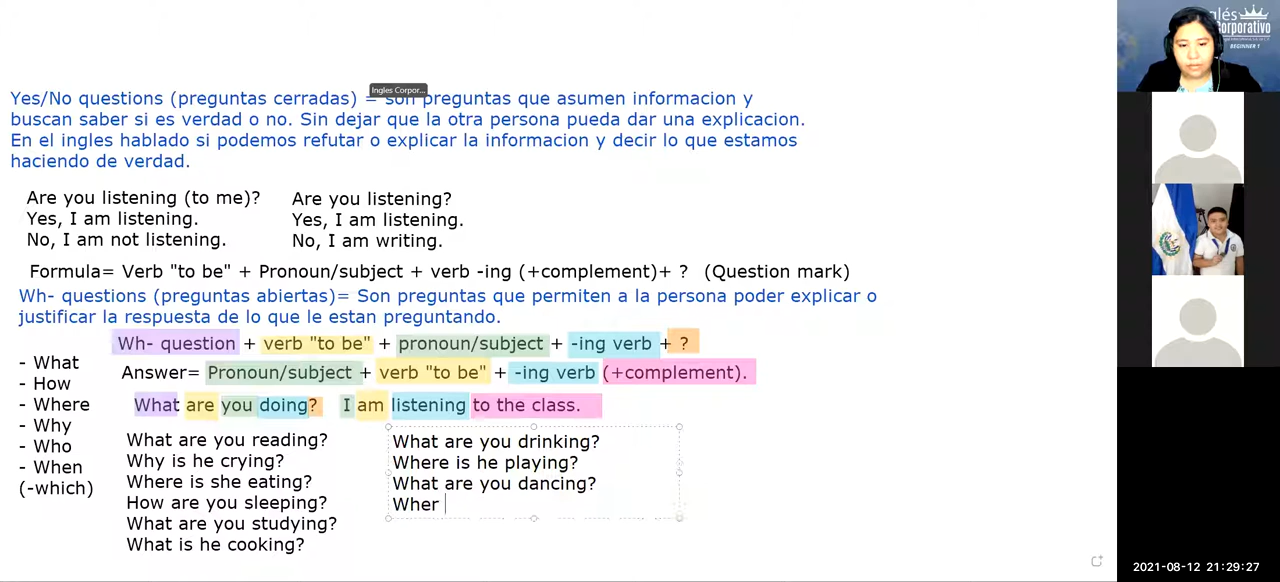 Yes/No questions (preguntas cerradas) = son preguntas que asumen informacion y
buscan saber si es verdad o no. Sin dejar que la otra persona pueda dar una explicacion.
En el ingles hablado si podemos refutar o explicar la informacion y decir lo que estamos
haciendo de verdad.
Ingles Corpor...
Are you listening (to me)?
Yes, I am listening.
No, I am not listening.
Are you listening?
Yes, I am listening.
No, I am writing.
Formula= Verb "to be" + Pronoun/subject + verb -ing (+complement)+ ? (Question mark)
Wh- questions (preguntas abiertas)= Son preguntas que permiten a la persona poder explicar o
justificar la respuesta de lo que le estan preguntando.
Wh- question + verb "to be" + pronoun/subject + -ing verb + ?
Answer= Pronoun/subject + verb "to be" + -ing verb (+complement).
What are you doing? I am listening to the class.
- What
- How
- Where
- Why
- Who
- When
(-which)
What are you reading?
Why is he crying?
Where is she eating?
How are you sleeping?
What are you studying?
What is he cooking?
What are you drinking?
Where is he playing?
What are you dancing?
Wher
glés
Corporativo
BEGINNER 1
2021-08-12 21:29:27